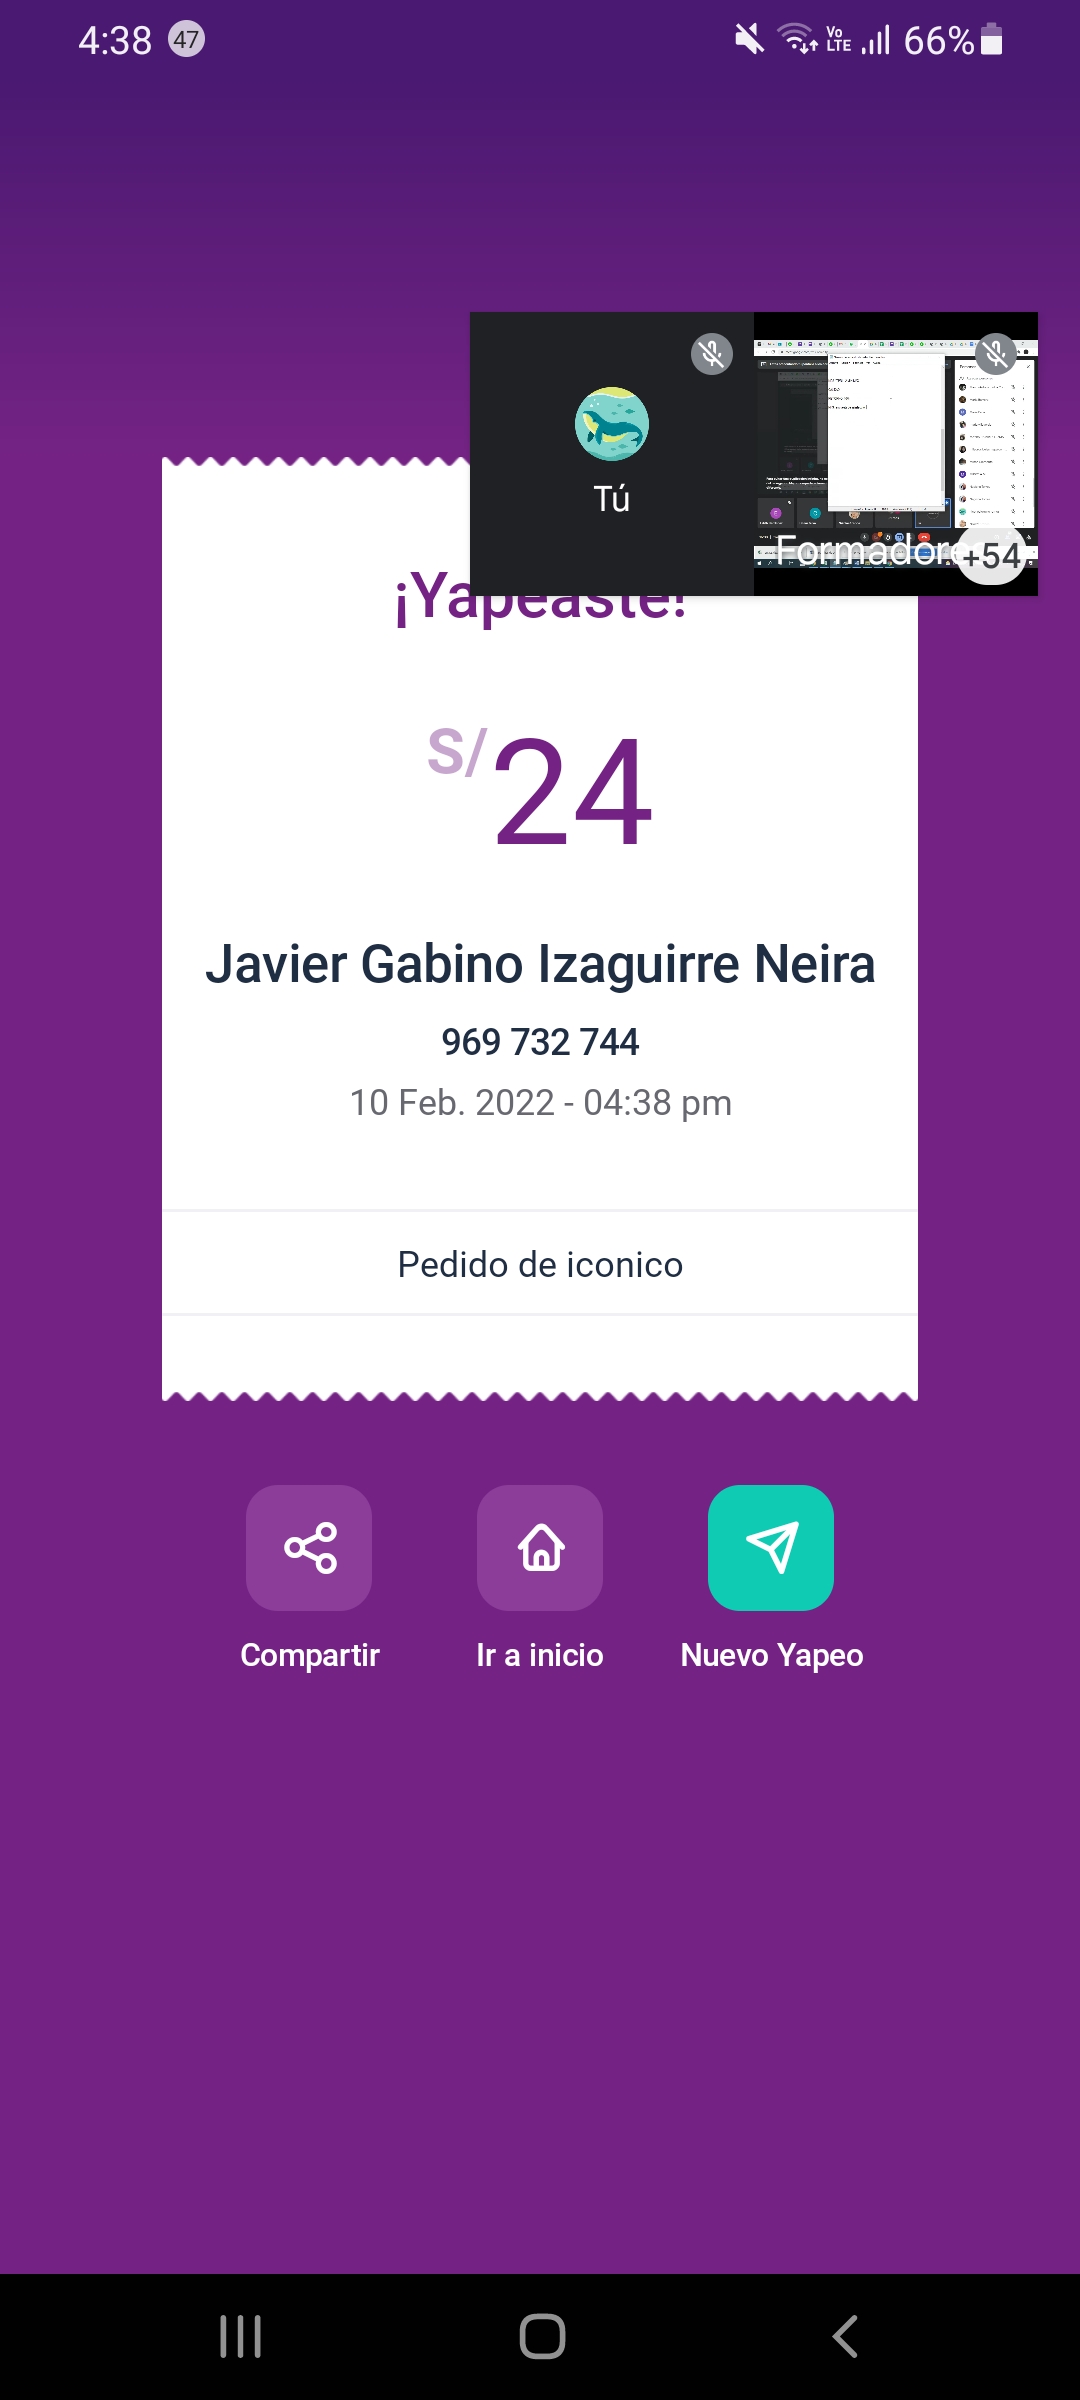 4:38 47 Vo LTE 66%
Tú
Formadore +54
¡Yapeaste!
S/24
Javier Gabino Izaguirre Neira
969 732 744
10 Feb. 2022 - 04:38 pm
Pedido de iconico
Compartir Ir a inicio Nuevo Yapeo